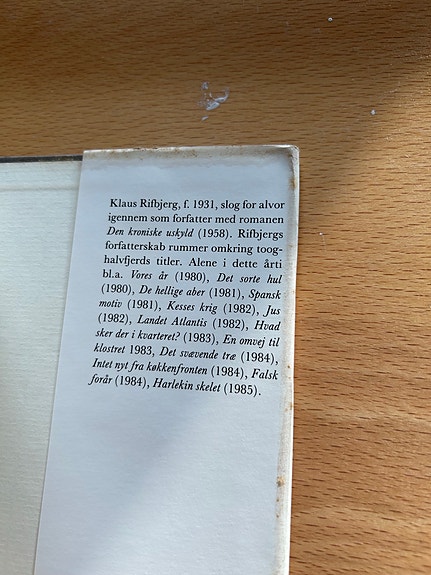 Klaus Rifbjerg, f. 1931, slog for alvor
igennem som forfatter med romanen
Den kroniske uskyld (1958). Rifbjergs
forfatterskab rummer omkring toog-
halvfjerds titler. Alene i dette årti
bl.a. Vores år (1980), Det sorte hul
(1980), De hellige aber (1981), Spansk
motiv (1981), Kesses krig (1982), Jus
(1982), Landet Atlantis (1982), Hvad
sker der i kvarteret? (1983), En omvej til
klostret 1983, Det svævende træ (1984),
Intet nyt fra køkkenfronten (1984), Falsk
forår (1984), Harlekin skelet (1985).